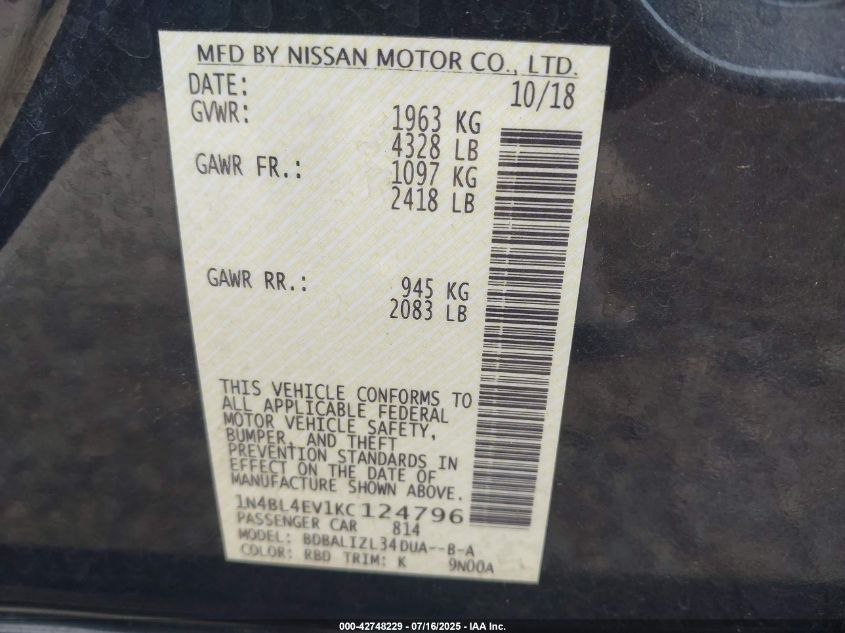 MFD BY NISSAN MOTOR CO., LTD.
DATE: 10/18
GVWR: 1963 KG
4328 LB
GAWR FR.: 1097 KG
2418 LB
GAWR RR.: 945 KG
2083 LB
THIS VEHICLE CONFORMS TO
ALL APPLICABLE FEDERAL
MOTOR VEHICLE SAFETY,
BUMPER, AND THEFT
PREVENTION STANDARDS IN
EFFECT ON THE DATE OF
MANUFACTURE SHOWN ABOVE.
1N4BL4EV1KC124796
PASSENGER CAR 814
MODEL: BDBALIZL34DUA--B-A
COLOR: RBD TRIM: K 9N00A
000-42748229 - 07/16/2025 - IAA Inc.